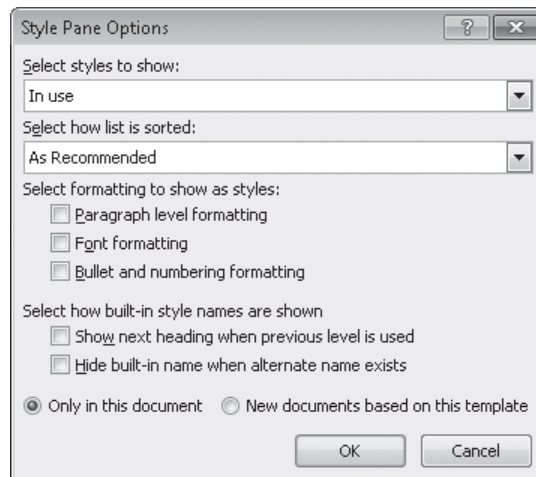 Style Pane Options
Select styles to show:
In use
Select how list is sorted:
As Recommended
Select formatting to show as styles:
Paragraph level formatting
Font formatting
Bullet and numbering formatting
Select how built-in style names are shown
Show next heading when previous level is used
Hide built-in name when alternate name exists
Only in this document New documents based on this template
OK Cancel